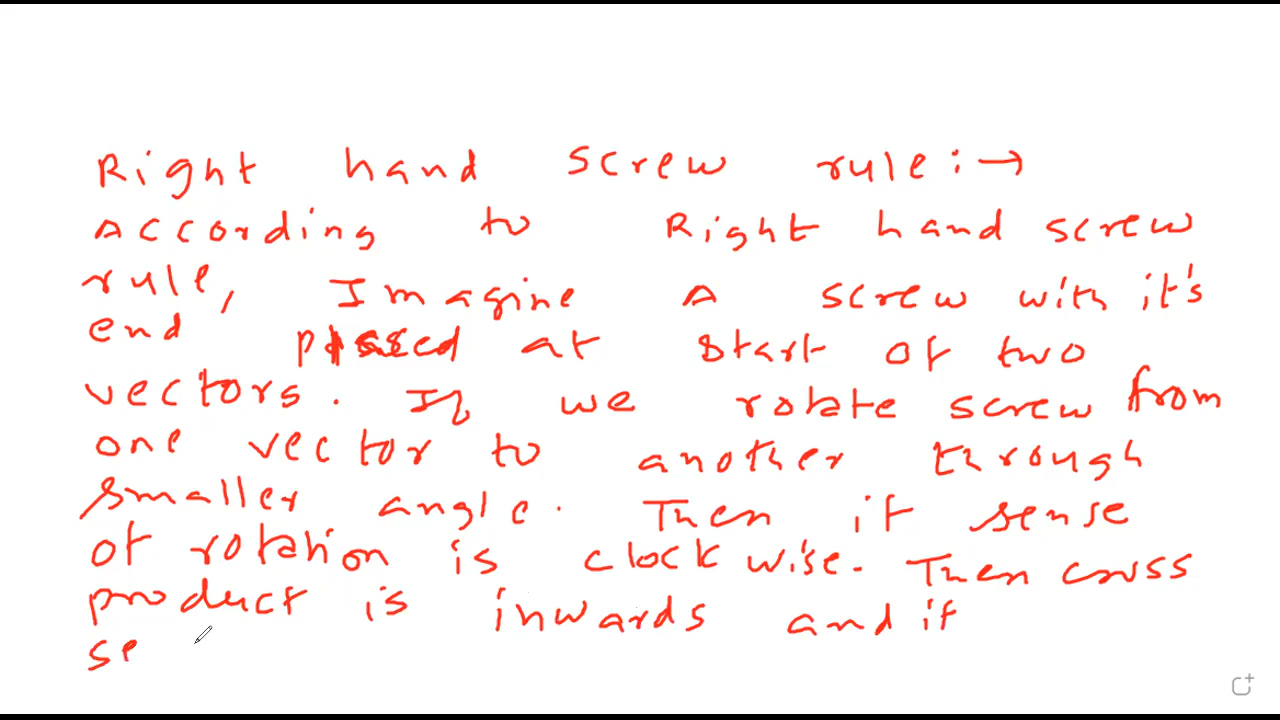 Right hand screw rule:→
According to Right hand screw
rule, Imagine A screw with it's
end at start of two
vectors. If we rotate screw from
one vector to another through
smaller angle. Then if sense
of rotation is clockwise. Then cross
product is inwards and if
se